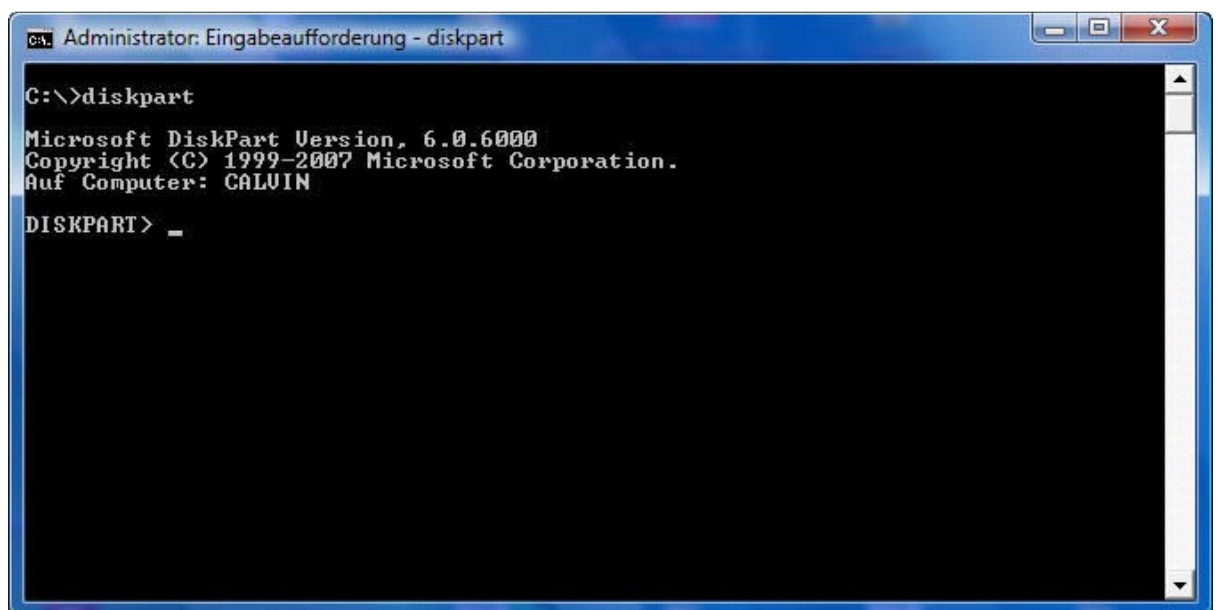 Administrator: Eingabeaufforderung - diskpart
C:\>diskpart
Microsoft DiskPart Version, 6.0.6000
Copyright (C) 1999-2007 Microsoft Corporation.
Auf Computer: CALVIN
DISKPART> _